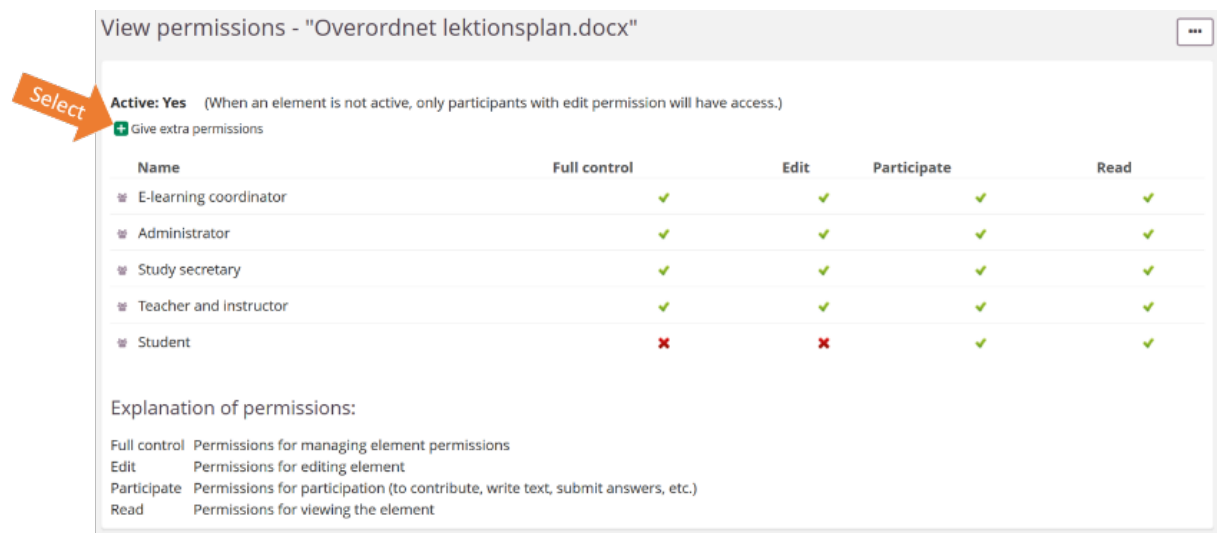 View permissions - "Overordnet lektionsplan.docx"
Select
Active: Yes (When an element is not active, only participants with edit permission will have access.)
Give extra permissions
Name Full control Edit Participate Read
E-learning coordinator
Administrator
Study secretary
Teacher and instructor
Student
Explanation of permissions:
Full control Permissions for managing element permissions
Edit Permissions for editing element
Participate Permissions for participation (to contribute, write text, submit answers, etc.)
Read Permissions for viewing the element